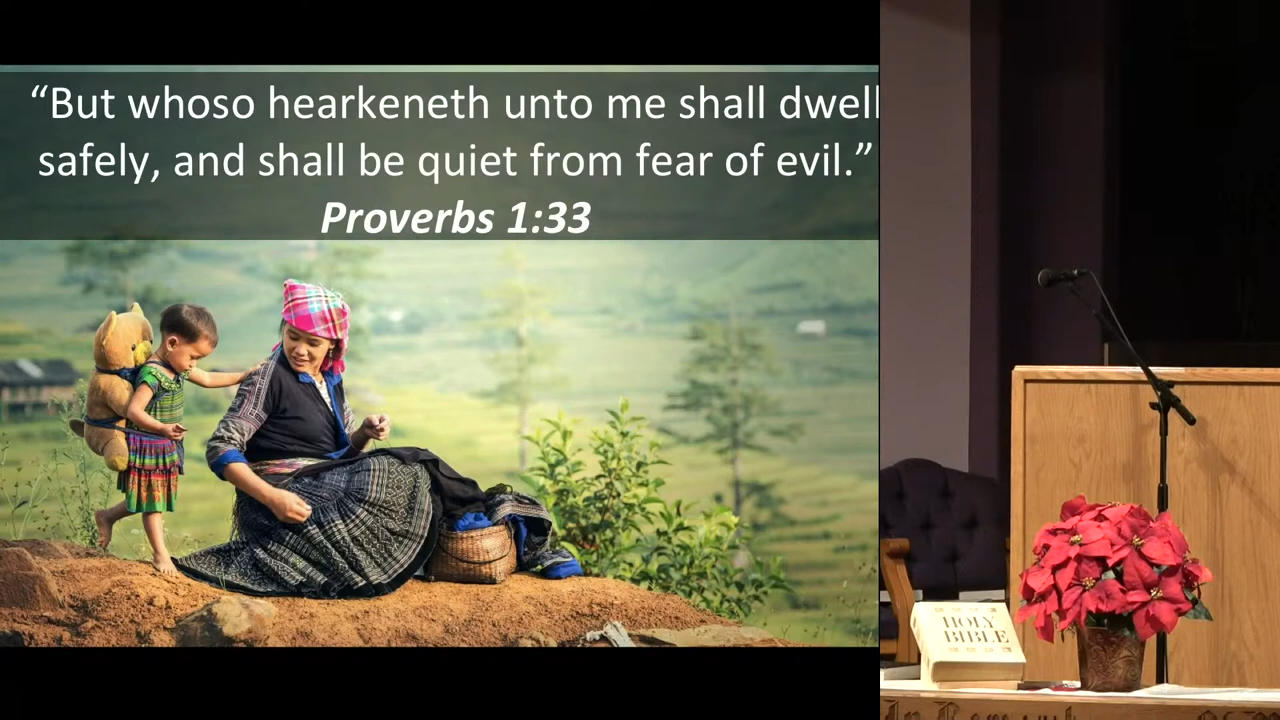 “But whoso hearkeneth unto me shall dwell
safely, and shall be quiet from fear of evil.”
Proverbs 1:33
HOLY
BIBLE
In